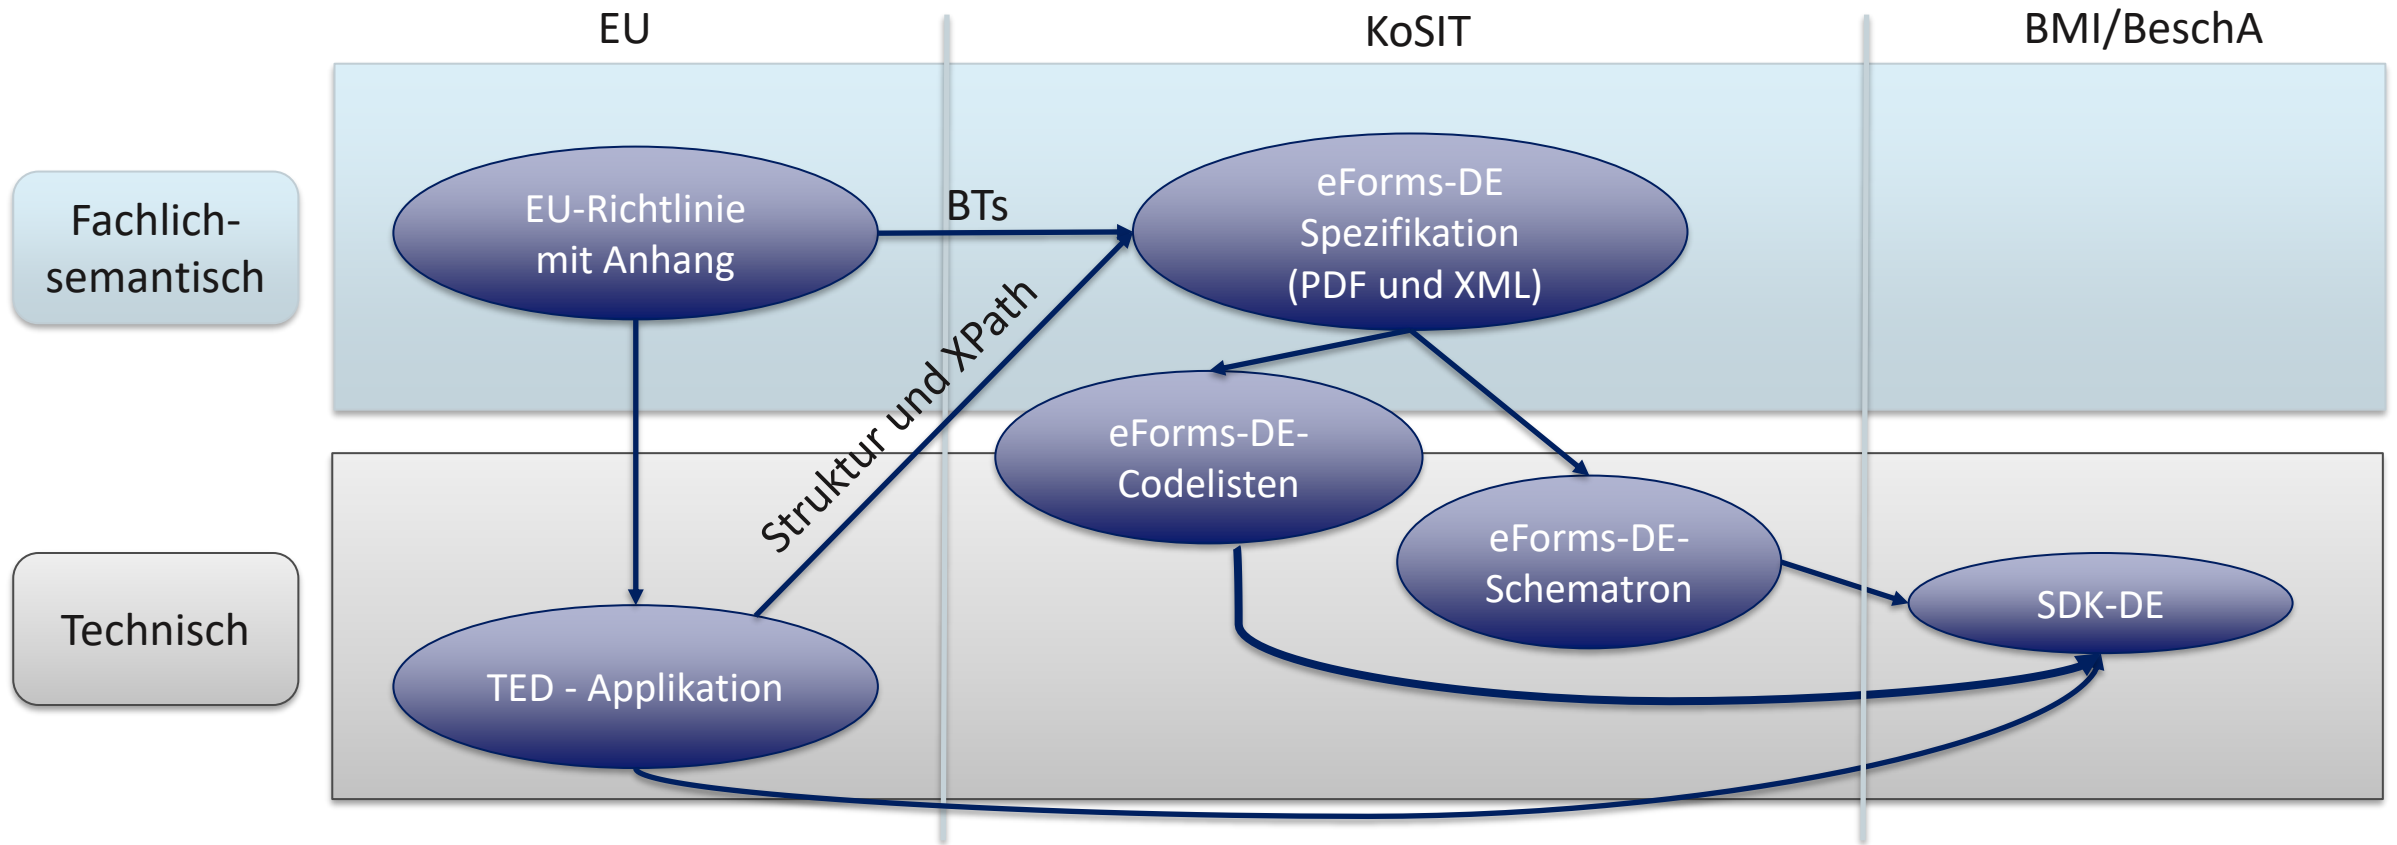 EU
KoSIT
BMI/BeschA
Fachlich-
semantisch
EU-Richtlinie
mit Anhang
BTs
eForms-DE
Spezifikation
(PDF und XML)
Struktur und XPath
eForms-DE-
Codelisten
eForms-DE-
Schematron
Technisch
TED - Applikation
SDK-DE